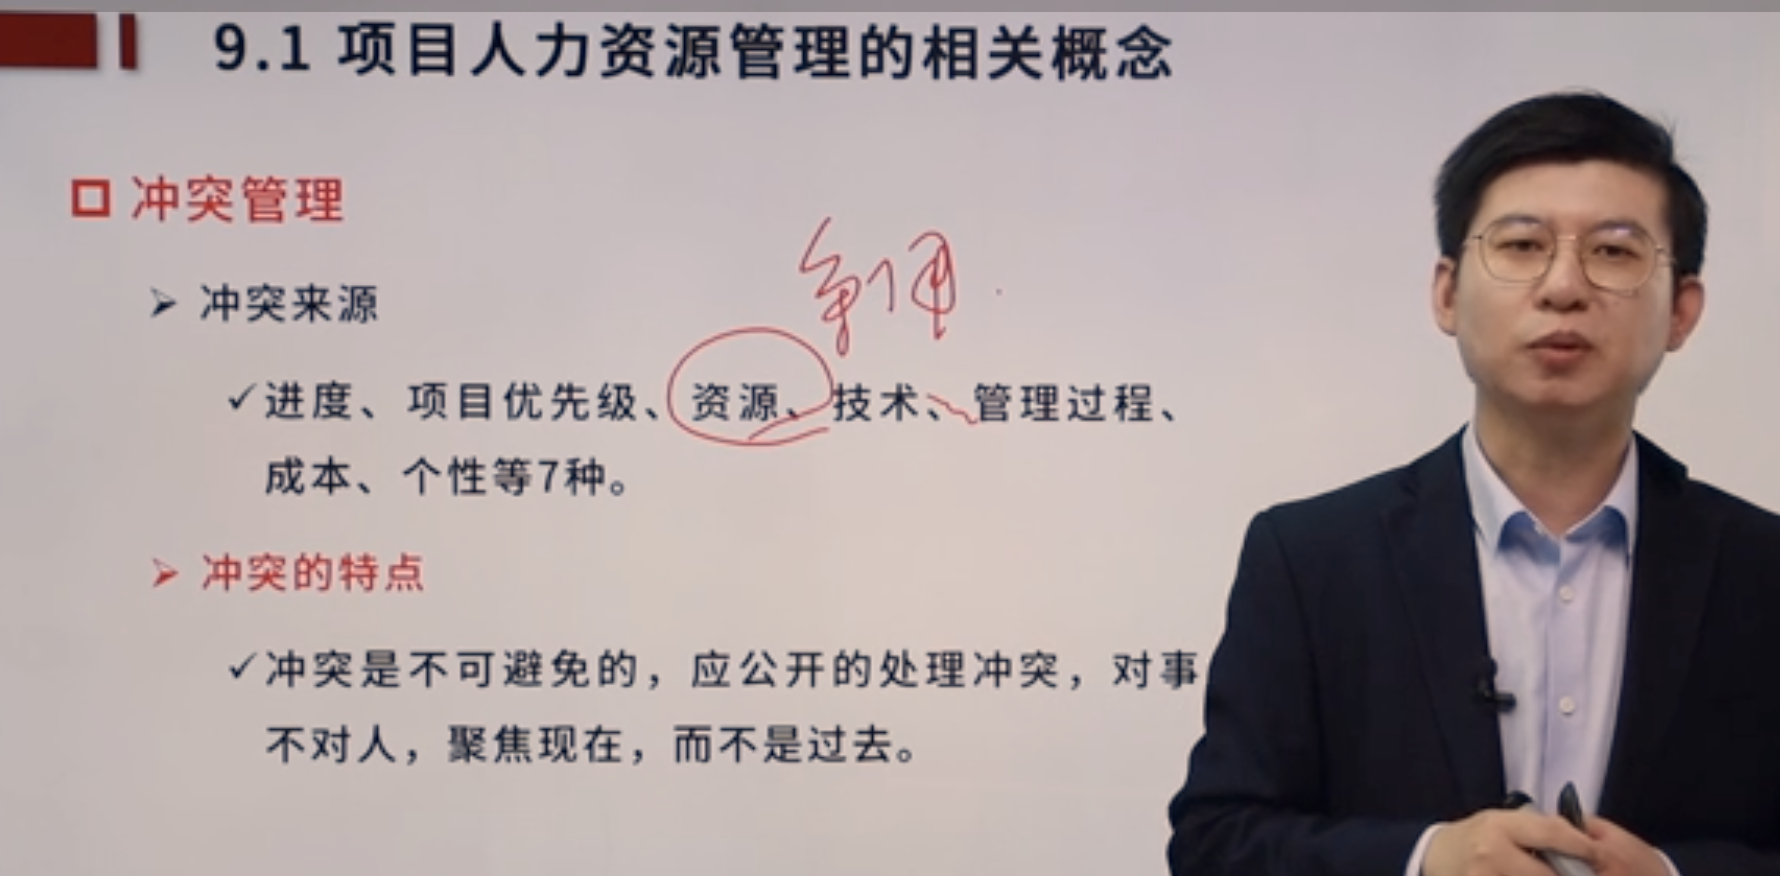 9.1 项目人力资源管理的相关概念
冲突管理
冲突来源
进度、项目优先级、资源、技术、管理过程、
成本、个性等7种。
冲突的特点
冲突是不可避免的，应公开的处理冲突，对事
不对人，聚焦现在，而不是过去。